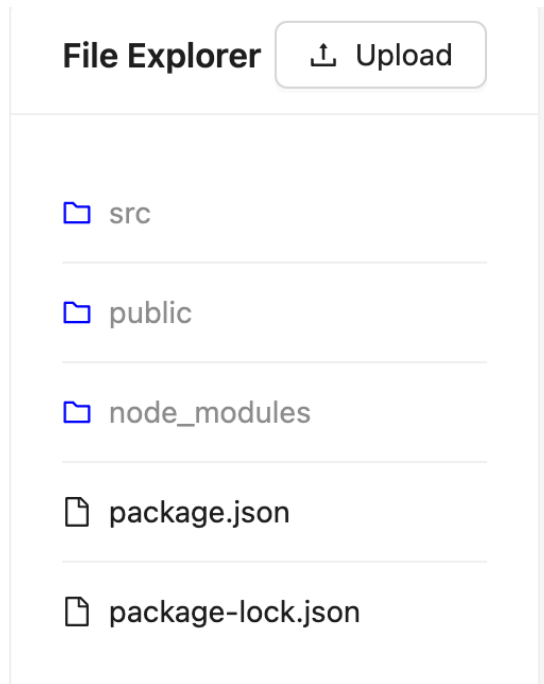 File Explorer Upload
src
public
node_modules
package.json
package-lock.json